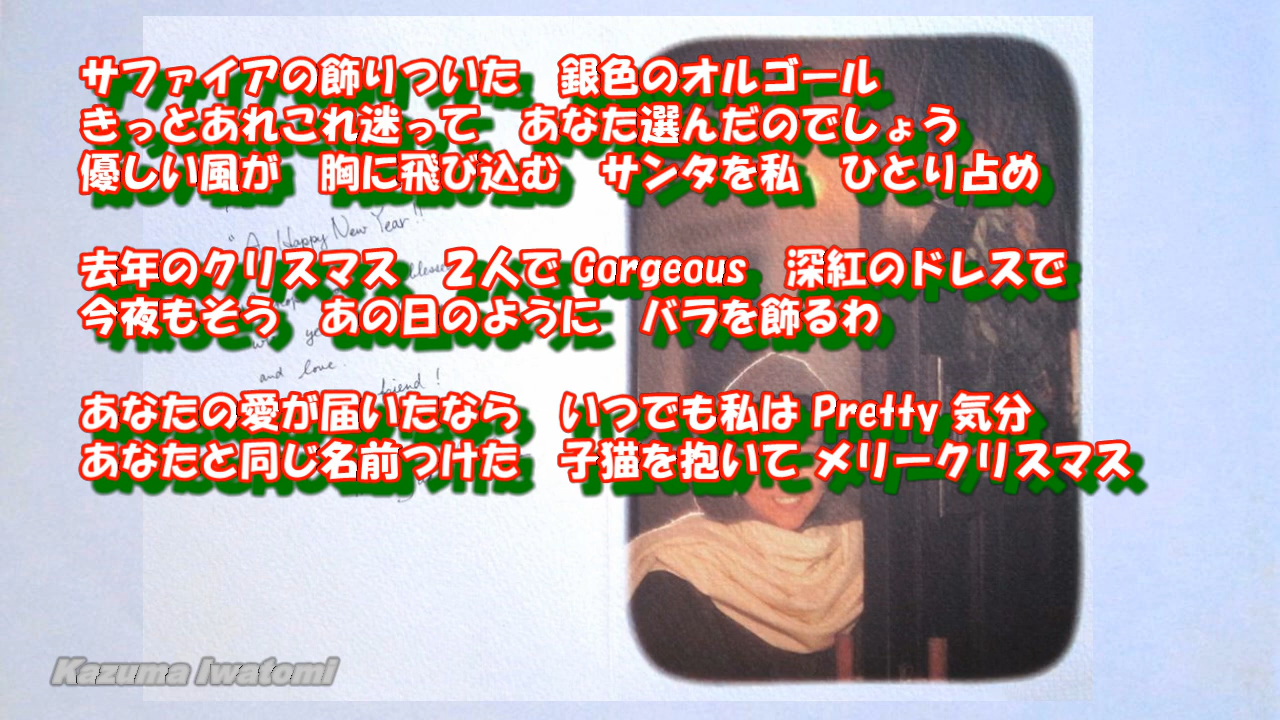 サファイアの飾りついた　銀色のオルゴール
きっとあれこれ迷って　あなた選んだのでしょう
優しい風が　胸に飛び込む　サンタを私　ひとり占め
"A Happy New Year!!
去年のクリスマス　２人で Gorgeous　深紅のドレスで
今夜もそう　あの日のように　バラを飾るわ
and love.
friend!
あなたの愛が届いたなら　いつでも私は Pretty 気分
あなたと同じ名前つけた　子猫を抱いて メリークリスマス
Kazuma Iwatomi